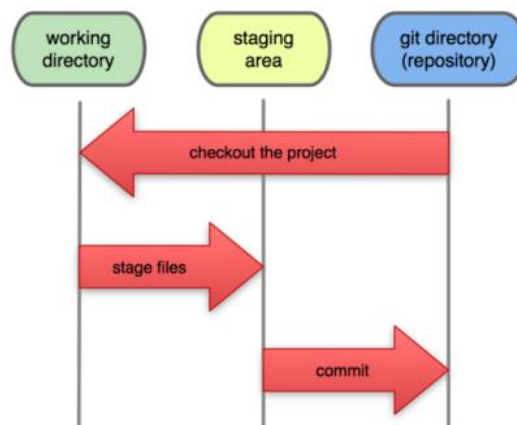 working
directory
staging
area
git directory
(repository)
checkout the project
stage files
commit